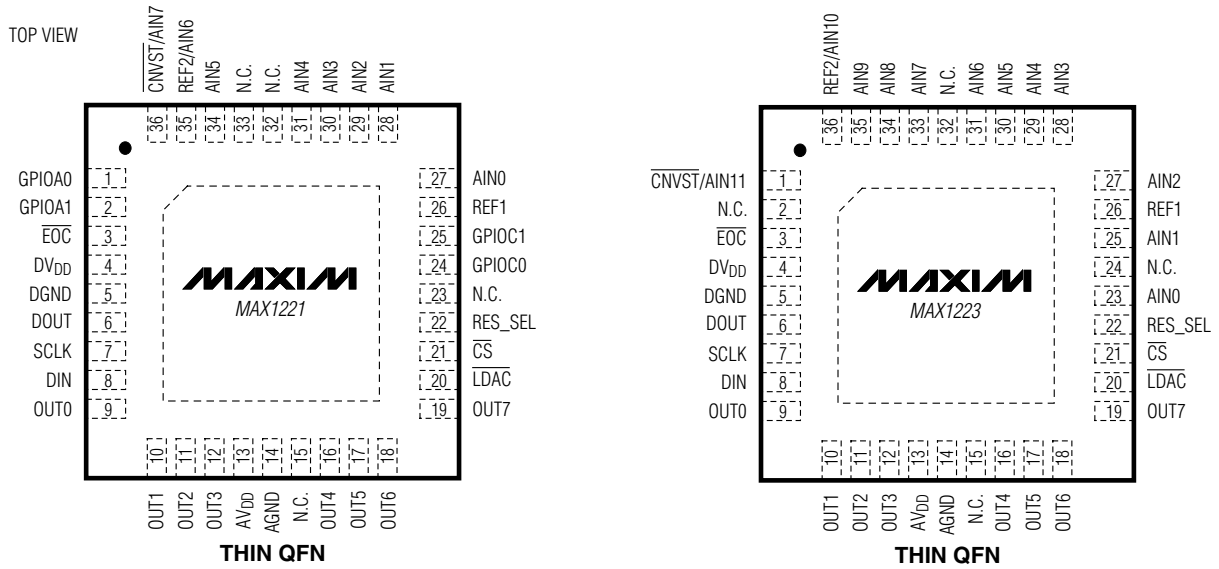 TOP VIEW
CNVST/AIN7
REF2/AIN6
AIN5
N.C.
N.C.
AIN4
AIN3
AIN2
AIN1
36
35
34
33
32
31
30
29
28
GPIOA0 1
GPIOA1 2
EOC 3
DVDD 4
DGND 5
DOUT 6
SCLK 7
DIN 8
OUT0 9
27 AIN0
26 REF1
25 GPIOC1
24 GPIOC0
23 N.C.
22 RES_SEL
21 CS
20 LDAC
19 OUT7
MAXIM
MAX1221
10
11
12
13
14
15
16
17
18
OUT1
OUT2
OUT3
AVDD
AGND
N.C.
OUT4
OUT5
OUT6
THIN QFN
REF2/AIN10
AIN9
AIN8
AIN7
N.C.
AIN6
AIN5
AIN4
AIN3
36
35
34
33
32
31
30
29
28
CNVST/AIN11 1
N.C. 2
EOC 3
DVDD 4
DGND 5
DOUT 6
SCLK 7
DIN 8
OUT0 9
27 AIN2
26 REF1
25 AIN1
24 N.C.
23 AIN0
22 RES_SEL
21 CS
20 LDAC
19 OUT7
MAXIM
MAX1223
10
11
12
13
14
15
16
17
18
OUT1
OUT2
OUT3
AVDD
AGND
N.C.
OUT4
OUT5
OUT6
THIN QFN